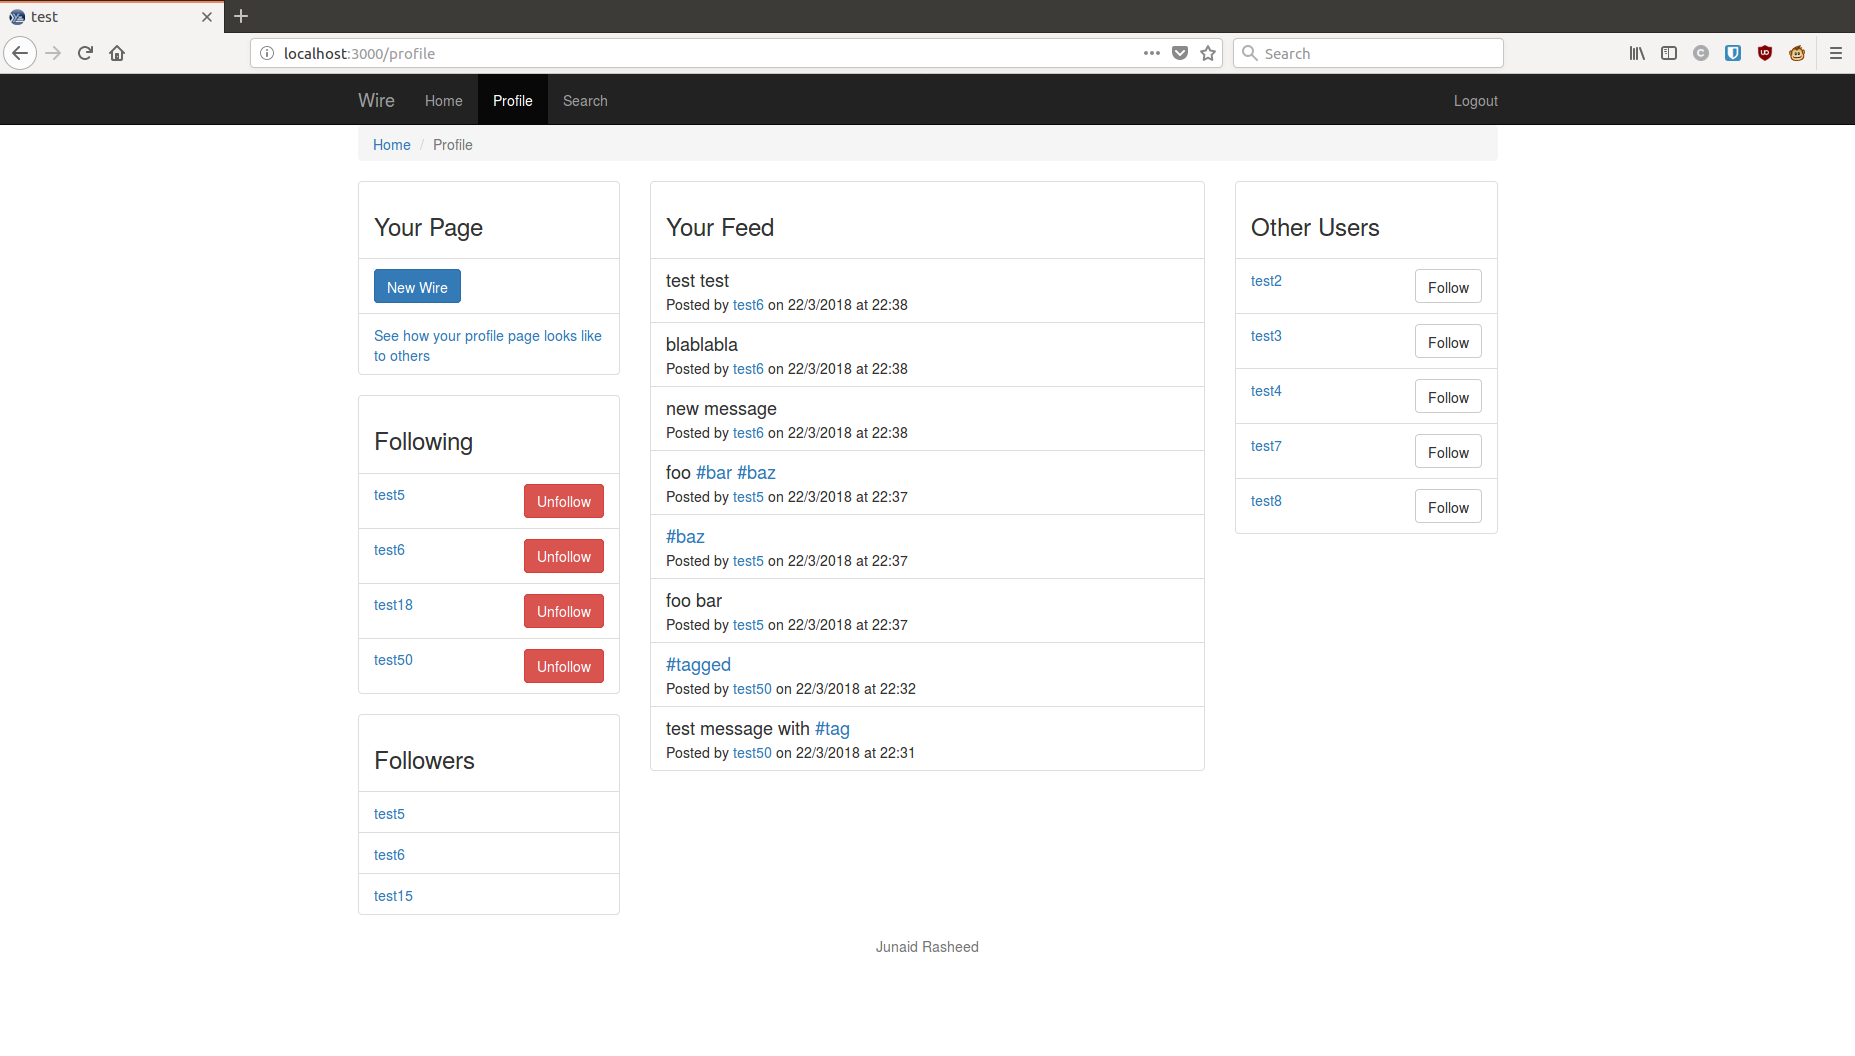 test
localhost:3000/profile
Search
Wire
Home
Profile
Search
Logout
Home / Profile
Your Page
New Wire
See how your profile page looks like
to others
Following
test5
Unfollow
test6
Unfollow
test18
Unfollow
test50
Unfollow
Followers
test5
test6
test15
Your Feed
test test
Posted by test6 on 22/3/2018 at 22:38
blablabla
Posted by test6 on 22/3/2018 at 22:38
new message
Posted by test6 on 22/3/2018 at 22:38
foo #bar #baz
Posted by test5 on 22/3/2018 at 22:37
#baz
Posted by test5 on 22/3/2018 at 22:37
foo bar
Posted by test5 on 22/3/2018 at 22:37
#tagged
Posted by test50 on 22/3/2018 at 22:32
test message with #tag
Posted by test50 on 22/3/2018 at 22:31
Other Users
test2
Follow
test3
Follow
test4
Follow
test7
Follow
test8
Follow
Junaid Rasheed